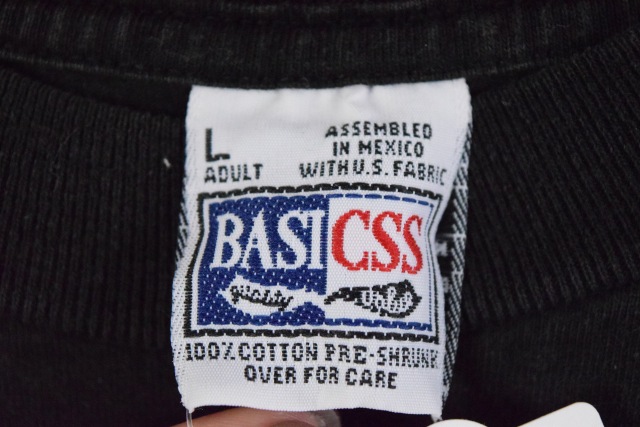 L
ADULT
ASSEMBLED
IN MEXICO
WITH U.S. FABRIC
BASICSS
100% COTTON PRE-SHRUNK
OVER FOR CARE